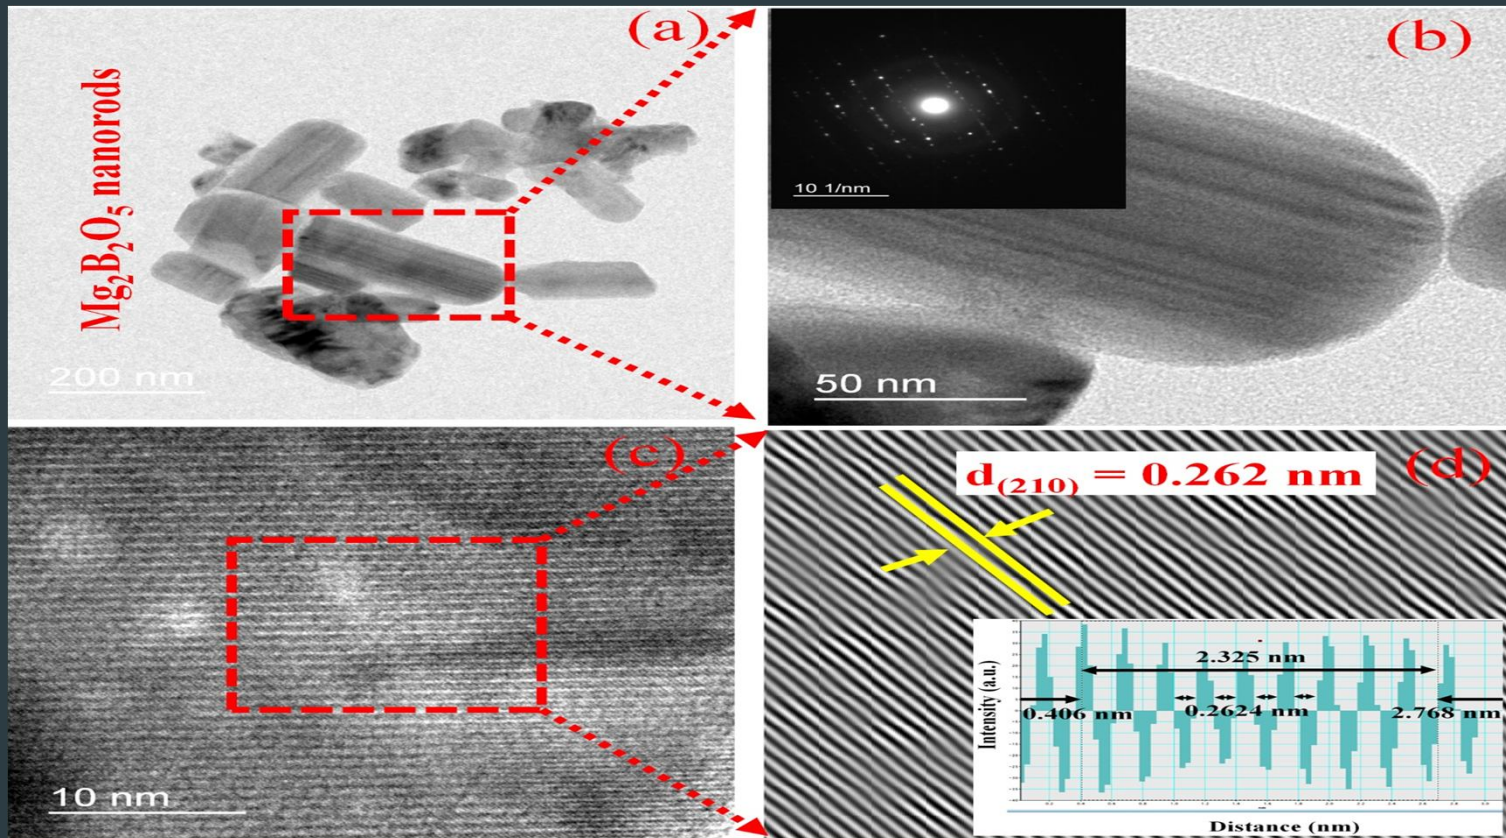 (a)
Mg2B2O5 nanorods
200 nm
(b)
10 1/nm
50 nm
(c)
10 nm
(d)
d(210) = 0.262 nm
2.325 nm
0.406 nm
0.2624 nm
2.768 nm
Intensity (a.u.)
Distance (nm)